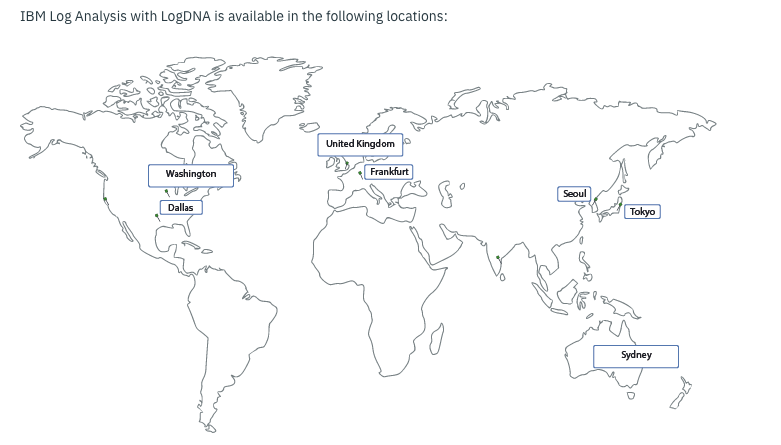 IBM Log Analysis with LogDNA is available in the following locations:
United Kingdom
Washington
Frankfurt
Seoul
Dallas
Tokyo
Sydney